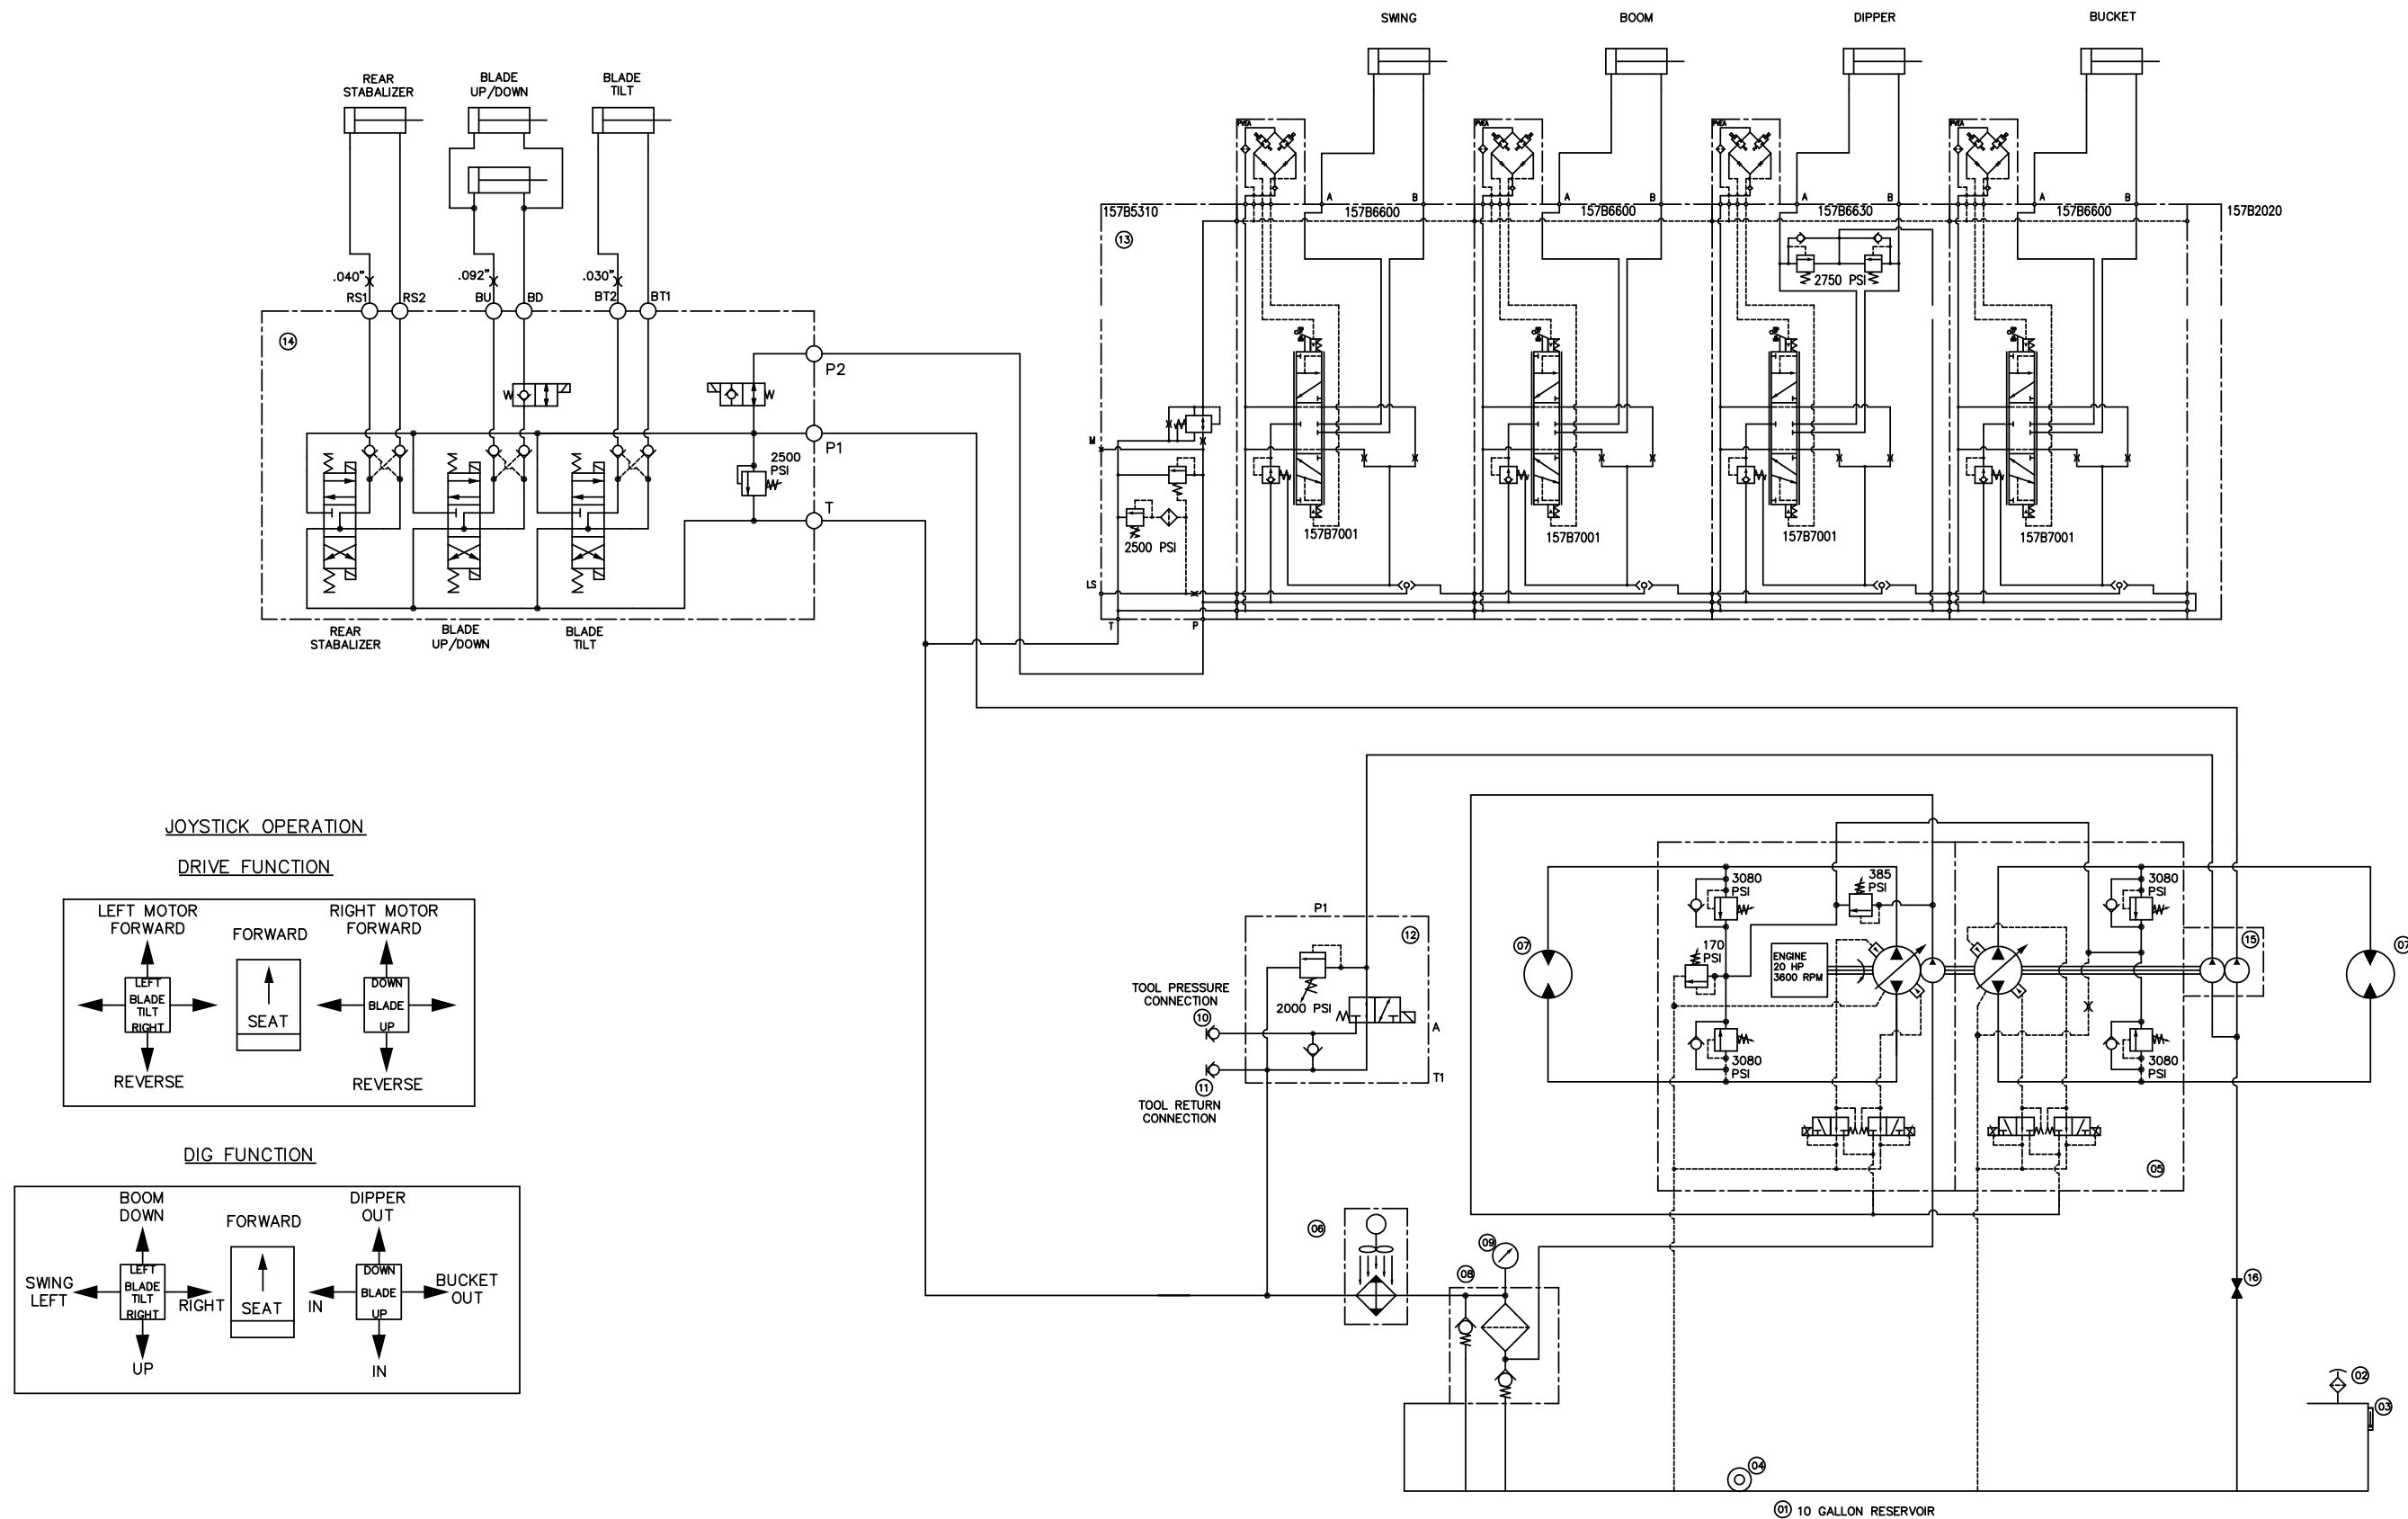 SWING
BOOM
DIPPER
BUCKET
REAR
STABALIZER
BLADE
UP/DOWN
BLADE
TILT
PVEA
PVEA
PVEA
PVEA
A
B
A
B
A
B
A
B
157B5310
157B6600
157B6600
157B6630
157B6600
157B2020
13
.040"
.092"
.030"
2750 PSI
RS1
RS2
BU
BD
BT2
BT1
14
P2
P1
T
2500
PSI
M
2500 PSI
157B7001
157B7001
157B7001
157B7001
LS
T
P
REAR
STABALIZER
BLADE
UP/DOWN
BLADE
TILT
JOYSTICK OPERATION
DRIVE FUNCTION
LEFT MOTOR
FORWARD
FORWARD
RIGHT MOTOR
FORWARD
LEFT
BLADE
TILT
RIGHT
SEAT
DOWN
BLADE
UP
REVERSE
REVERSE
DIG FUNCTION
BOOM
DOWN
FORWARD
DIPPER
OUT
SWING
LEFT
LEFT
BLADE
TILT
RIGHT
RIGHT
SEAT
IN
DOWN
BLADE
UP
BUCKET
OUT
UP
IN
P1
12
TOOL PRESSURE
CONNECTION
10
2000 PSI
A
11
T1
TOOL RETURN
CONNECTION
07
3080
PSI
385
PSI
3080
PSI
170
PSI
ENGINE
20 HP
3600 RPM
15
07
3080
PSI
3080
PSI
05
06
09
08
16
02
03
04
01 10 GALLON RESERVOIR